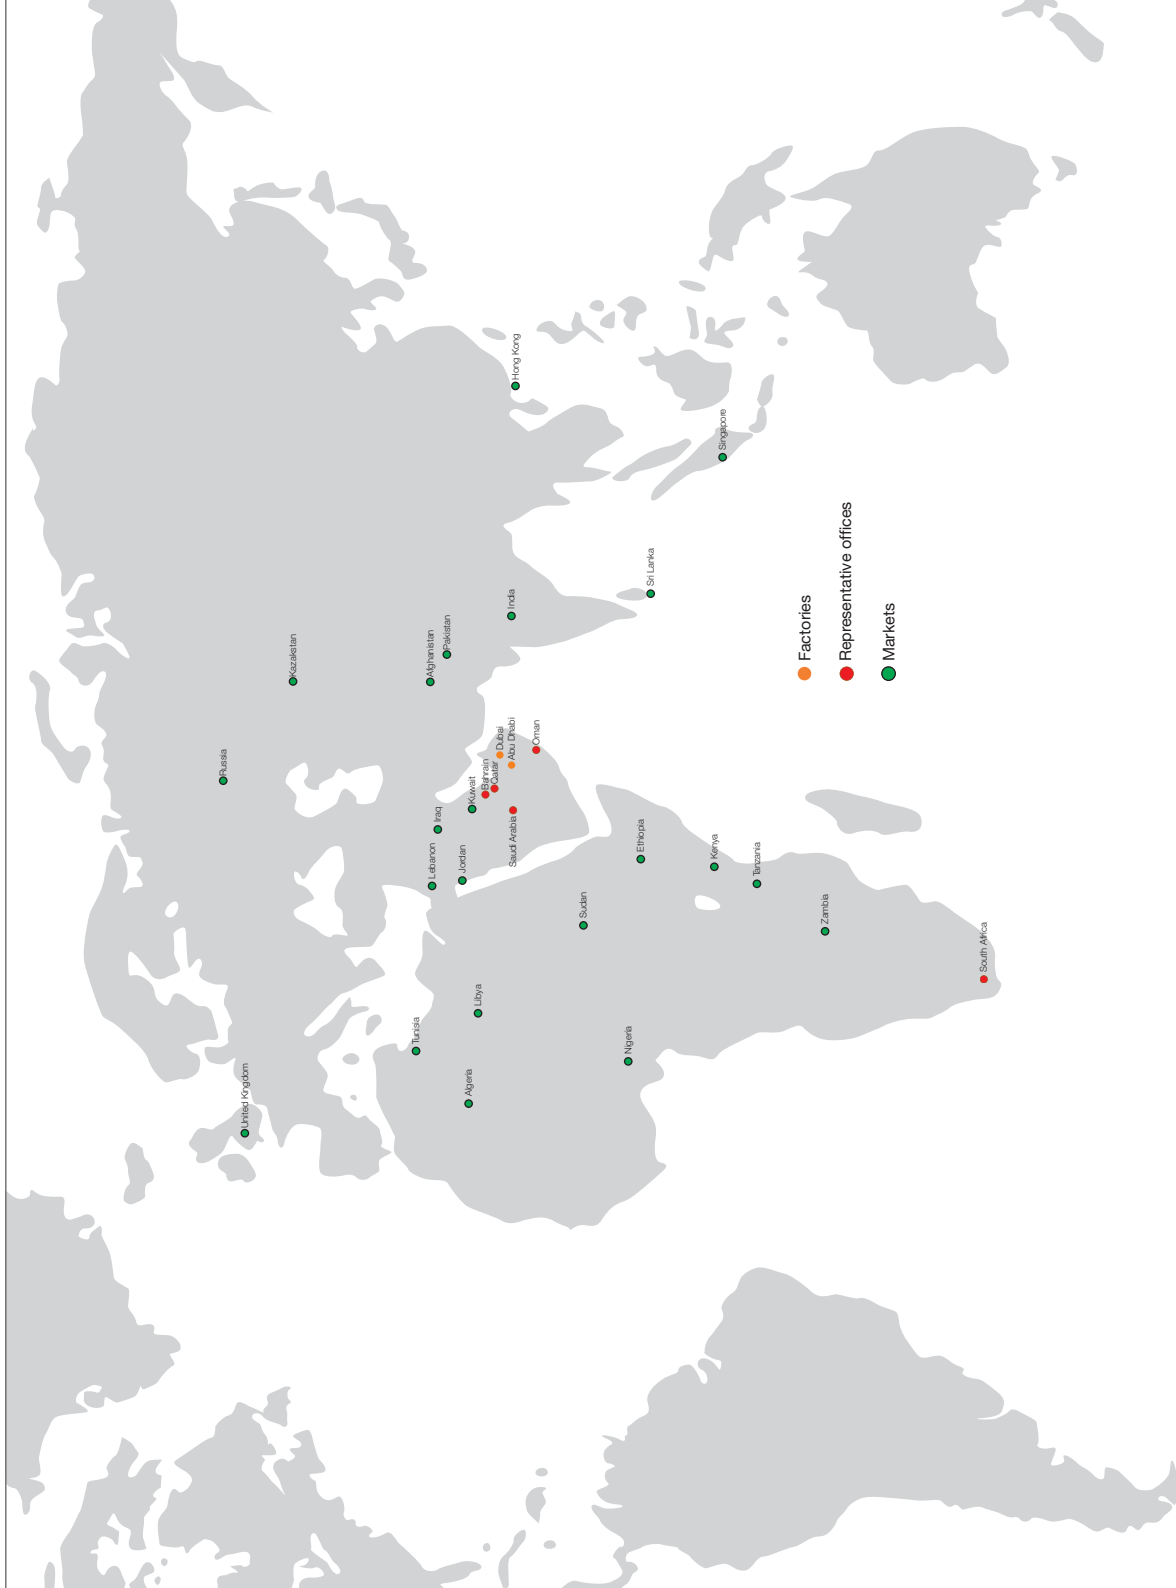 United Kingdom
Russia
Kazakstan
Tunisia
Algeria
Libya
Lebanon
Jordan
Iraq
Kuwait
Bahrain
Qatar
Dubai
Abu Dhabi
Saudi Arabia
Oman
Afghanistan
Pakistan
India
Hong Kong
Sri Lanka
Singapore
Nigeria
Sudan
Ethiopia
Kenya
Tanzania
Zambia
South Africa
Factories
Representative offices
Markets